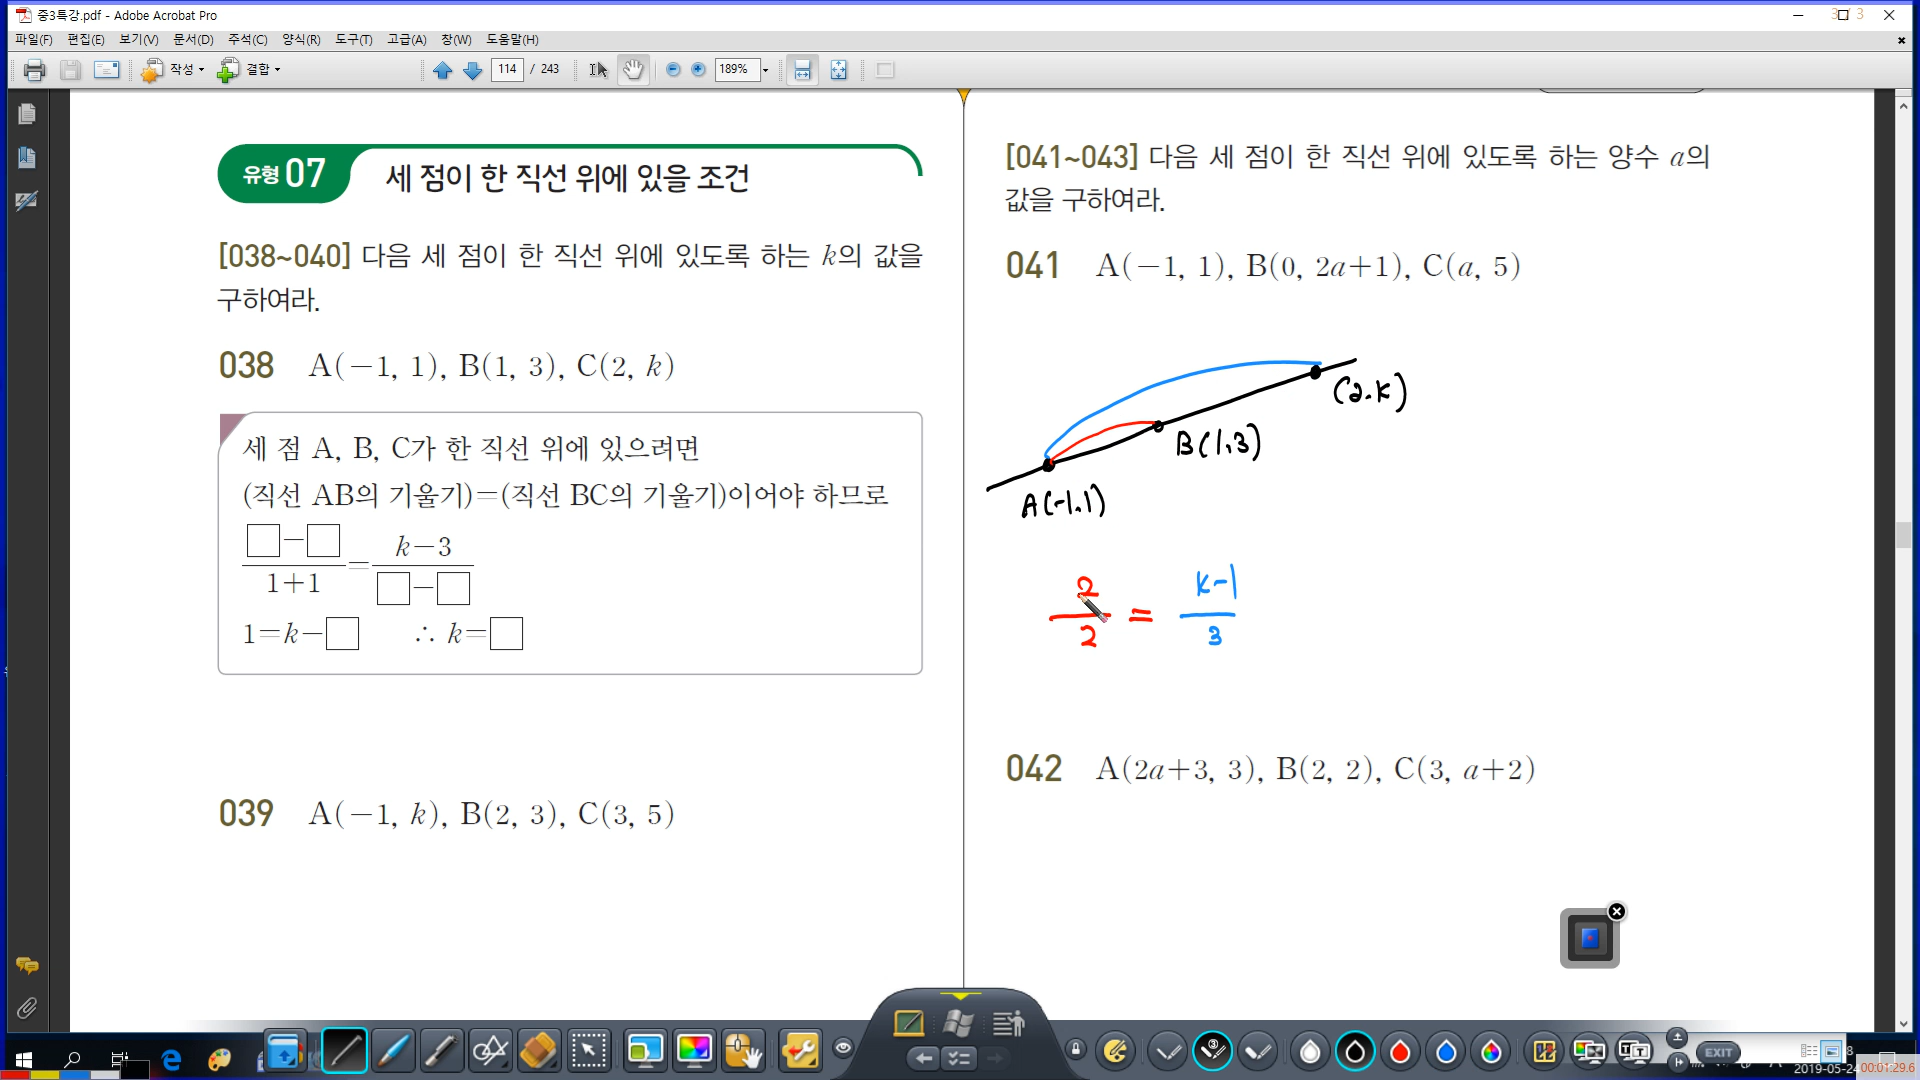 중3특강.pdf - Adobe Acrobat Pro
3 / 3
파일(F) 편집(E) 보기(V) 문서(D) 주석(C) 양식(R) 도구(T) 고급(A) 창(W) 도움말(H)
작성 결합 114 / 243 189%
유형 07 세 점이 한 직선 위에 있을 조건
[038~040] 다음 세 점이 한 직선 위에 있도록 하는 k의 값을
구하여라.
038 A(−1, 1), B(1, 3), C(2, k)
세 점 A, B, C가 한 직선 위에 있으려면
(직선 AB의 기울기)=(직선 BC의 기울기)이어야 하므로
□−□ / 1+1 = k−3 / □−□
1=k−□ ∴ k=□
039 A(−1, k), B(2, 3), C(3, 5)
[041~043] 다음 세 점이 한 직선 위에 있도록 하는 양수 a의
값을 구하여라.
041 A(−1, 1), B(0, 2a+1), C(a, 5)
(2.k)
B(1.3)
A(-1.1)
2 / 2 = k-1 / 3
042 A(2a+3, 3), B(2, 2), C(3, a+2)
EXIT
2019-05-24
00:01:29.6